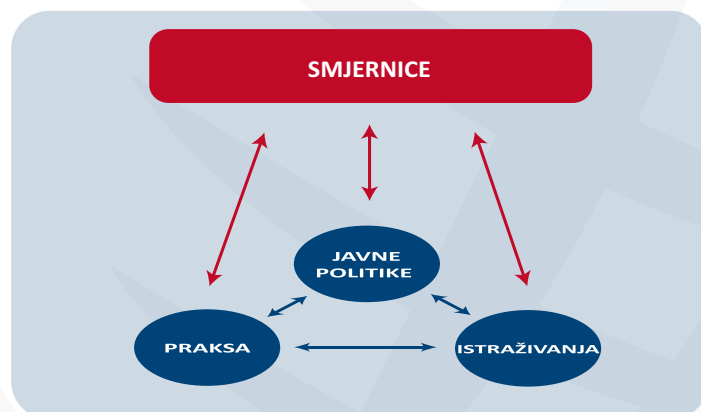 SMJERNICE
JAVNE
POLITIKE
PRAKSA
ISTRAŽIVANJA